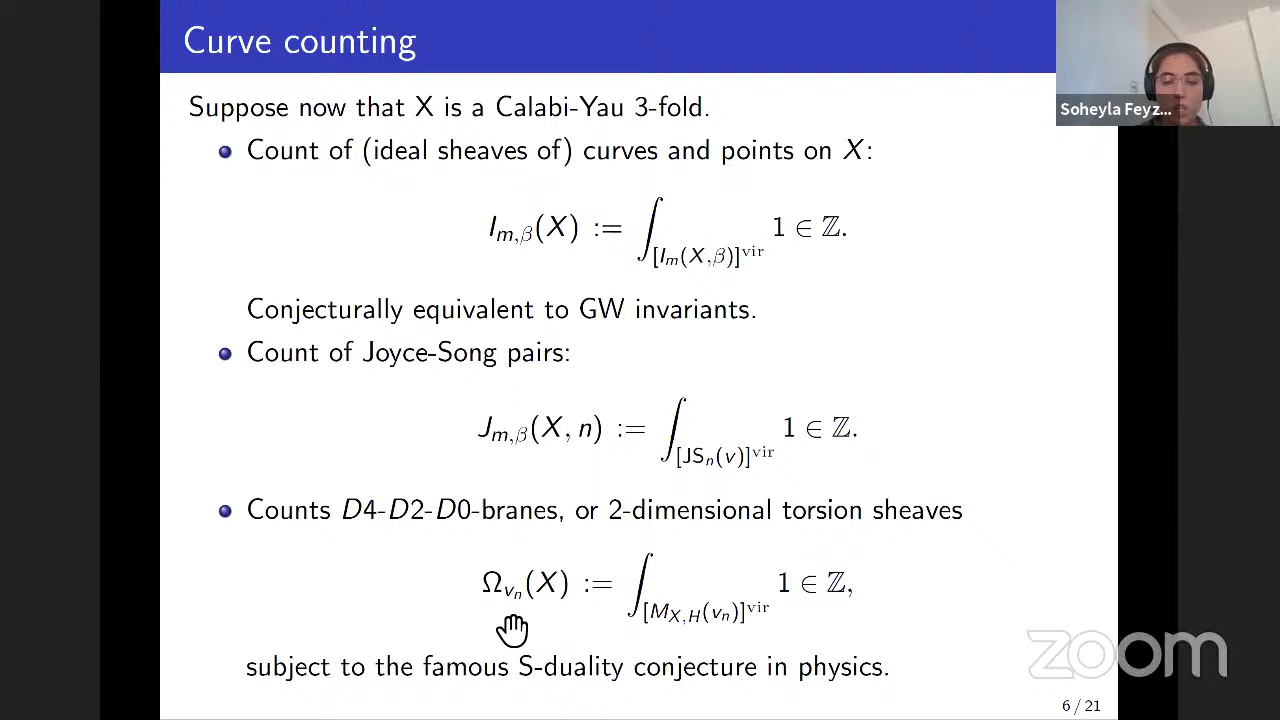 Curve counting
Suppose now that X is a Calabi-Yau 3-fold.
Count of (ideal sheaves of) curves and points on X:
I_{m,β}(X) := ∫_{[I_m(X,β)]^{vir}} 1 ∈ ℤ.
Conjecturally equivalent to GW invariants.
Count of Joyce-Song pairs:
J_{m,β}(X, n) := ∫_{[JS_n(v)]^{vir}} 1 ∈ ℤ.
Counts D4-D2-D0-branes, or 2-dimensional torsion sheaves
Ω_{v_n}(X) := ∫_{[M_{X,H}(v_n)]^{vir}} 1 ∈ ℤ,
subject to the famous S-duality conjecture in physics.
6 / 21
Soheyla Feyz...
zoom